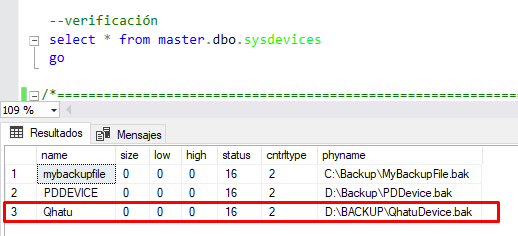 --verificación
select * from master.dbo.sysdevices
go
/*==================================================
109 %
Resultados Mensajes
name size low high status cntrltype phyname
1 mybackupfile 0 0 0 16 2 C:\Backup\MyBackupFile.bak
2 PDDEVICE 0 0 0 16 2 D:\Backup\PDDevice.bak
3 Qhatu 0 0 0 16 2 D:\BACKUP\QhatuDevice.bak